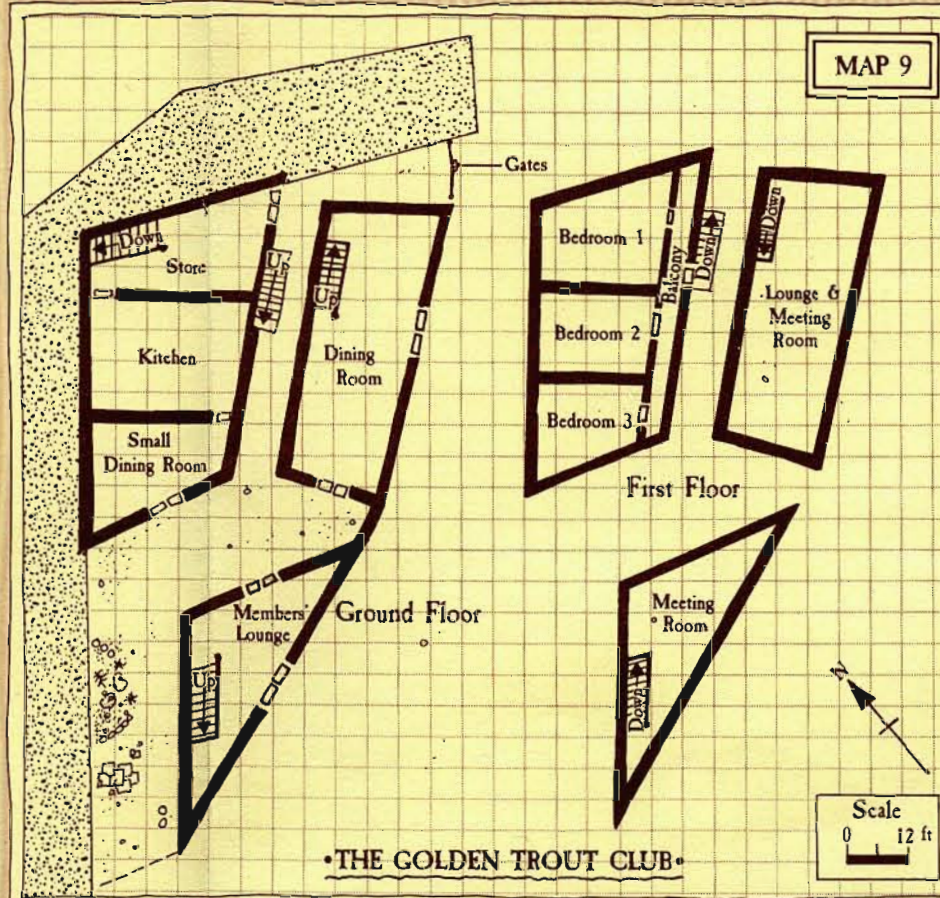 MAP 9
Gates
Down
Store
Up
Up
Kitchen
Dining
Room
Small
Dining Room
Members'
Lounge
Ground Floor
Up
Bedroom 1
Balcony
Down
Down
Bedroom 2
Lounge &
Meeting
Room
Bedroom 3
First Floor
Meeting
Room
Down
N
Scale
0 12 ft
•THE GOLDEN TROUT CLUB•